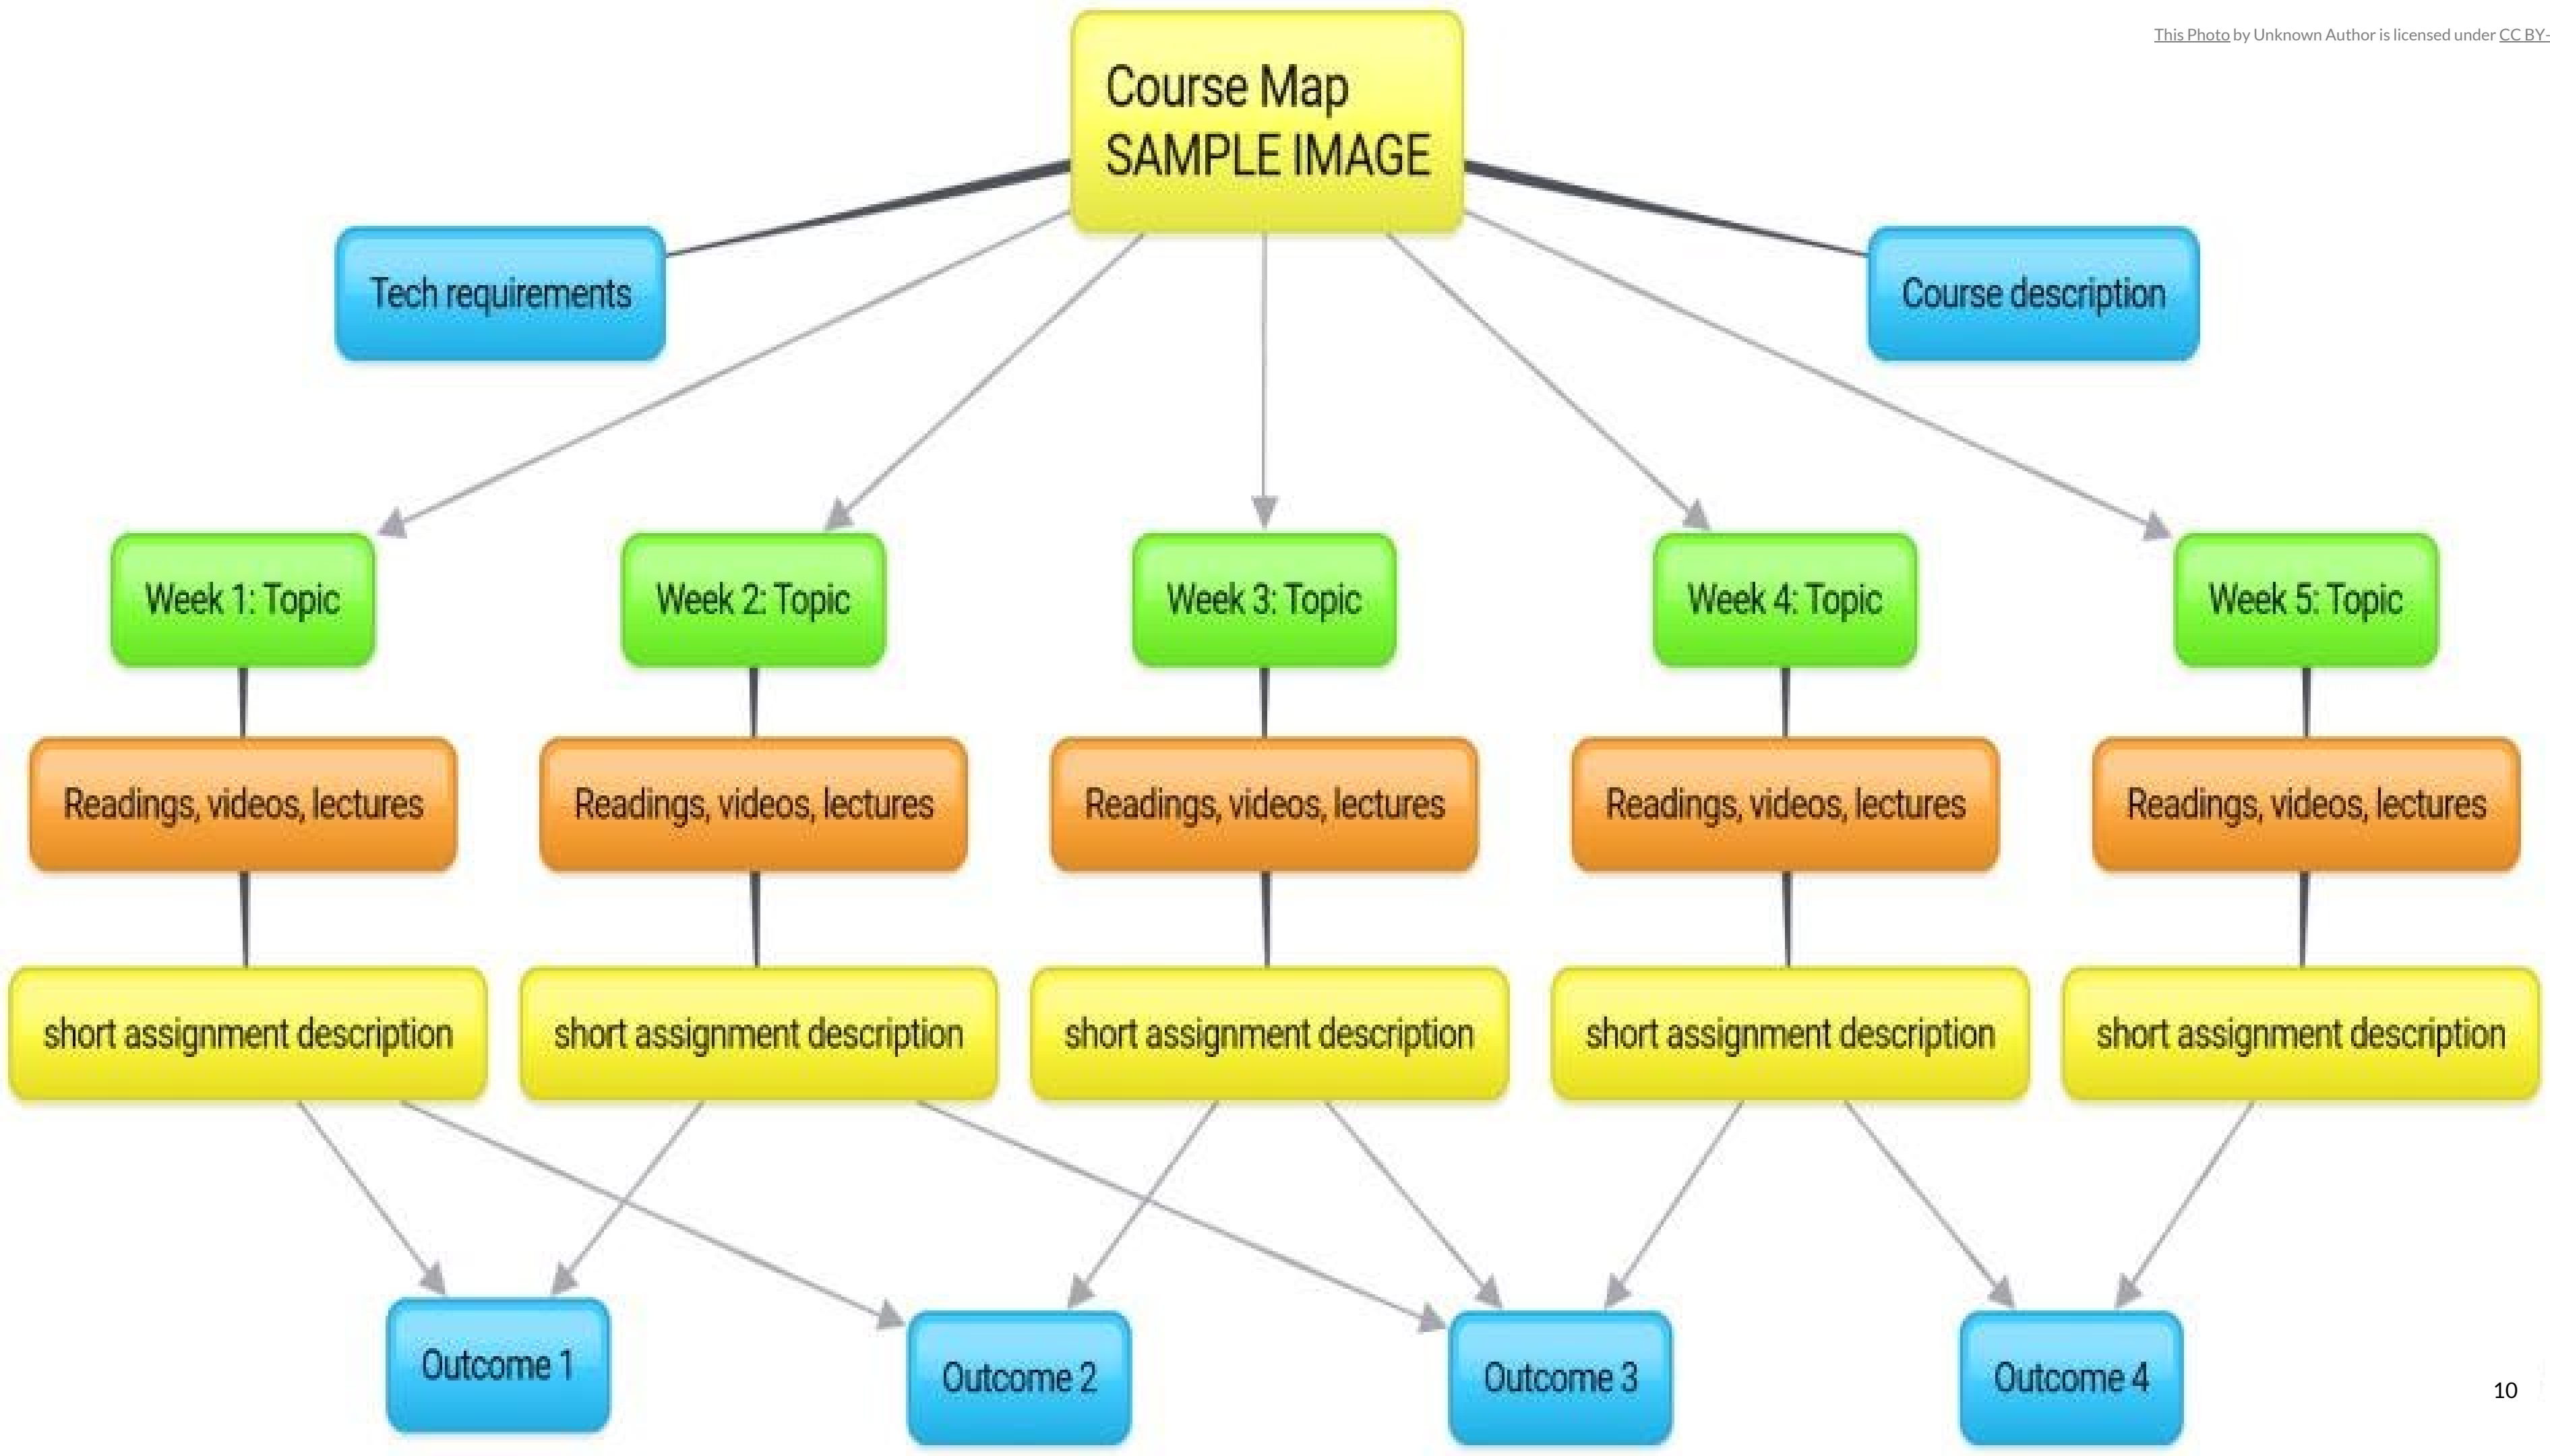 This Photo by Unknown Author is licensed under CC BY-
Course Map
SAMPLE IMAGE
Tech requirements
Course description
Week 1: Topic
Week 2: Topic
Week 3: Topic
Week 4: Topic
Week 5: Topic
Readings, videos, lectures
Readings, videos, lectures
Readings, videos, lectures
Readings, videos, lectures
Readings, videos, lectures
short assignment description
short assignment description
short assignment description
short assignment description
short assignment description
Outcome 1
Outcome 2
Outcome 3
Outcome 4
10